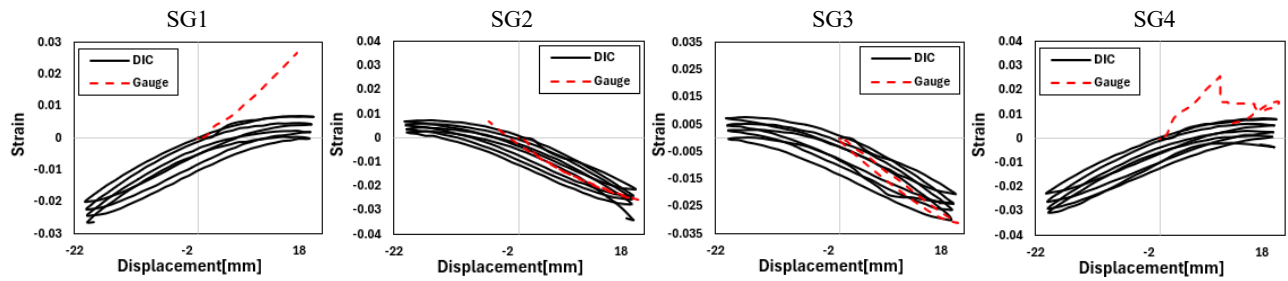 SG1
SG2
SG3
SG4
0.03
0.02
0.01
0
-0.01
-0.02
-0.03
Strain
DIC
Gauge
-22
-2
18
Displacement[mm]
0.04
0.03
0.02
0.01
0
-0.01
-0.02
-0.03
-0.04
Strain
DIC
Gauge
-22
-2
18
Displacement[mm]
0.035
0.025
0.015
0.005
-0.005
-0.015
-0.025
-0.035
Strain
DIC
Gauge
-22
-2
18
Displacement[mm]
0.04
0.03
0.02
0.01
0
-0.01
-0.02
-0.03
-0.04
Strain
DIC
Gauge
-22
-2
18
Displacement[mm]